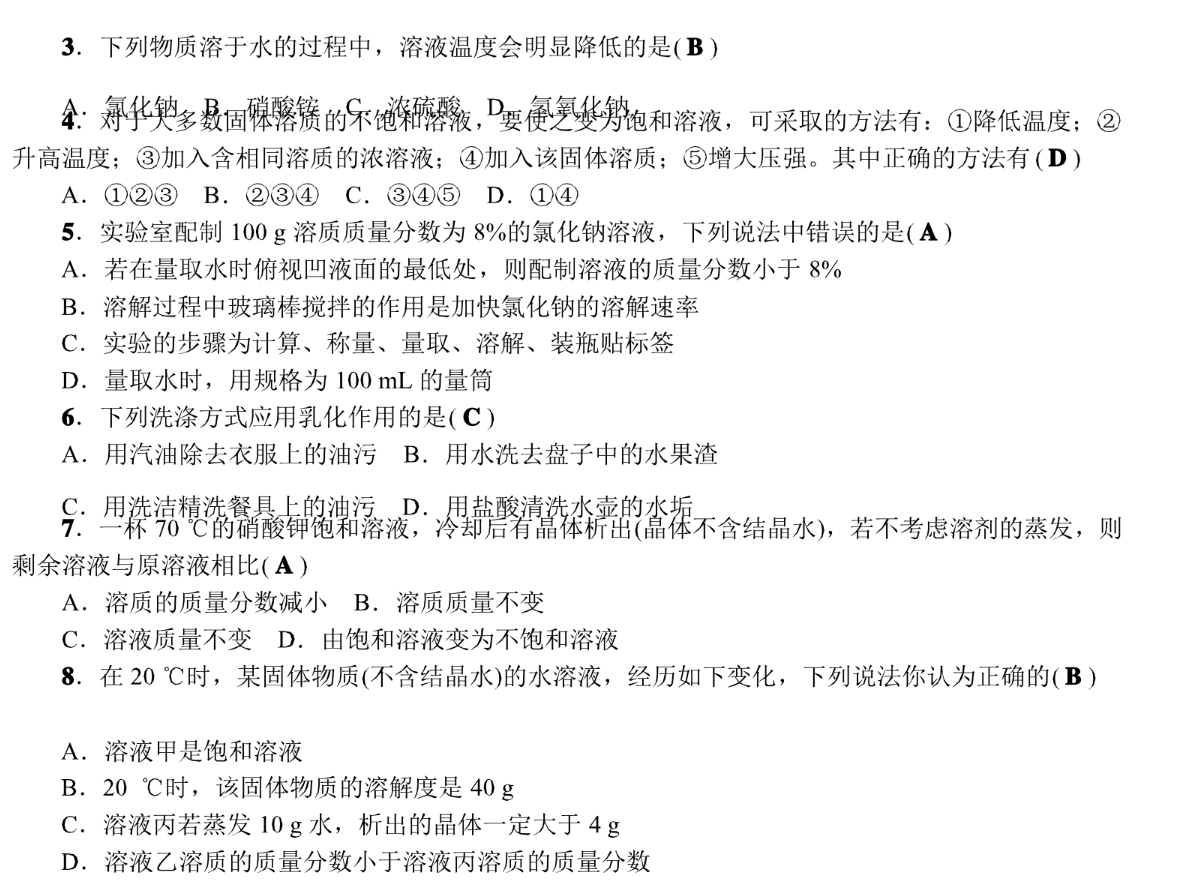 3．下列物质溶于水的过程中，溶液温度会明显降低的是( B )
A．氯化钠　B．硝酸铵　C．浓硫酸　D．氢氧化钠
4．对于大多数固体溶质的不饱和溶液，要使之变为饱和溶液，可采取的方法有：①降低温度；②
升高温度；③加入含相同溶质的浓溶液；④加入该固体溶质；⑤增大压强。其中正确的方法有 ( D )
A．①②③　B．②③④　C．③④⑤　D．①④
5．实验室配制 100 g 溶质质量分数为 8%的氯化钠溶液，下列说法中错误的是( A )
A．若在量取水时俯视凹液面的最低处，则配制溶液的质量分数小于 8%
B．溶解过程中玻璃棒搅拌的作用是加快氯化钠的溶解速率
C．实验的步骤为计算、称量、量取、溶解、装瓶贴标签
D．量取水时，用规格为 100 mL 的量筒
6．下列洗涤方式应用乳化作用的是( C )
A．用汽油除去衣服上的油污　B．用水洗去盘子中的水果渣
C．用洗洁精洗餐具上的油污　D．用盐酸清洗水壶的水垢
7．一杯 70 ℃的硝酸钾饱和溶液，冷却后有晶体析出(晶体不含结晶水)，若不考虑溶剂的蒸发，则
剩余溶液与原溶液相比( A )
A．溶质的质量分数减小　B．溶质质量不变
C．溶液质量不变　D．由饱和溶液变为不饱和溶液
8．在 20 ℃时，某固体物质(不含结晶水)的水溶液，经历如下变化，下列说法你认为正确的( B )
A．溶液甲是饱和溶液
B．20 ℃时，该固体物质的溶解度是 40 g
C．溶液丙若蒸发 10 g 水，析出的晶体一定大于 4 g
D．溶液乙溶质的质量分数小于溶液丙溶质的质量分数